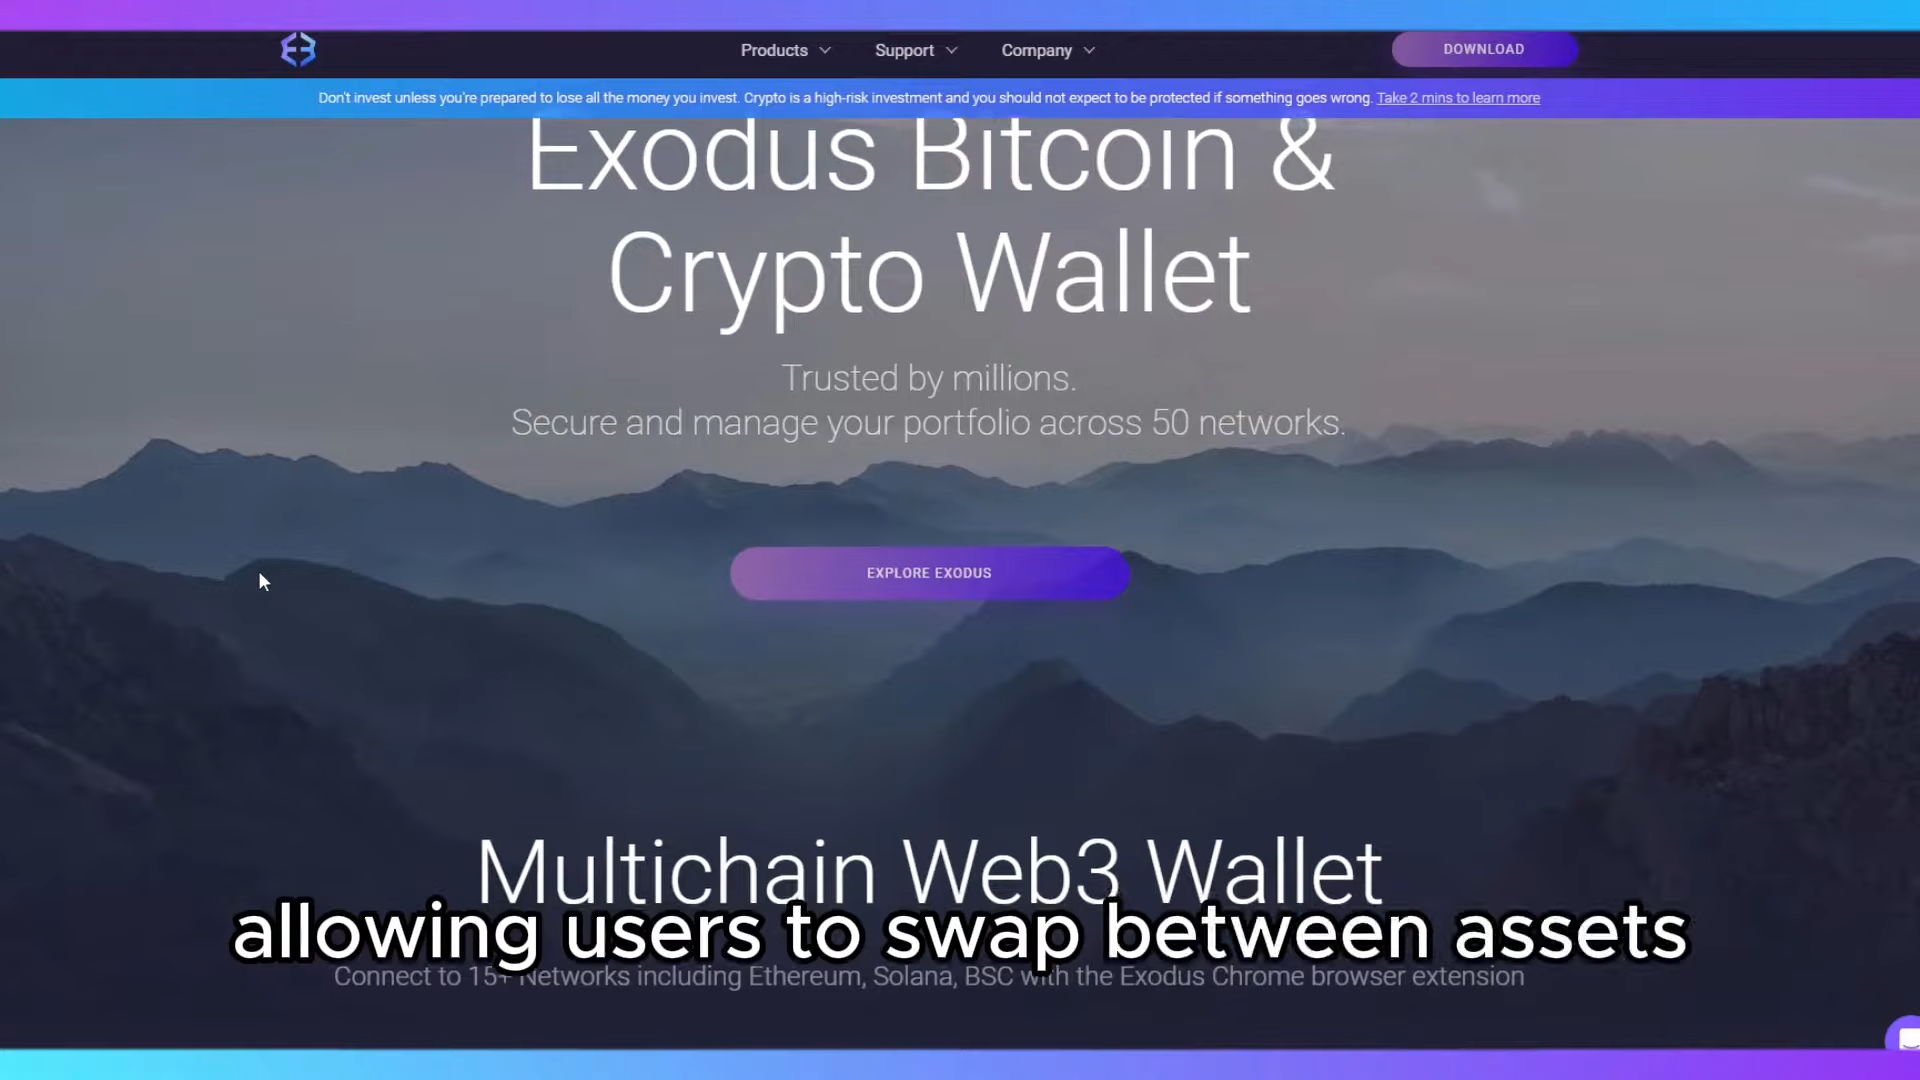 Products
Support
Company
DOWNLOAD
Don't invest unless you're prepared to lose all the money you invest. Crypto is a high-risk investment and you should not expect to be protected if something goes wrong. Take 2 mins to learn more
Exodus Bitcoin &
Crypto Wallet
Trusted by millions.
Secure and manage your portfolio across 50 networks.
EXPLORE EXODUS
Multichain Web3 Wallet
allowing users to swap between assets
Connect to 15+ Networks including Ethereum, Solana, BSC with the Exodus Chrome browser extension